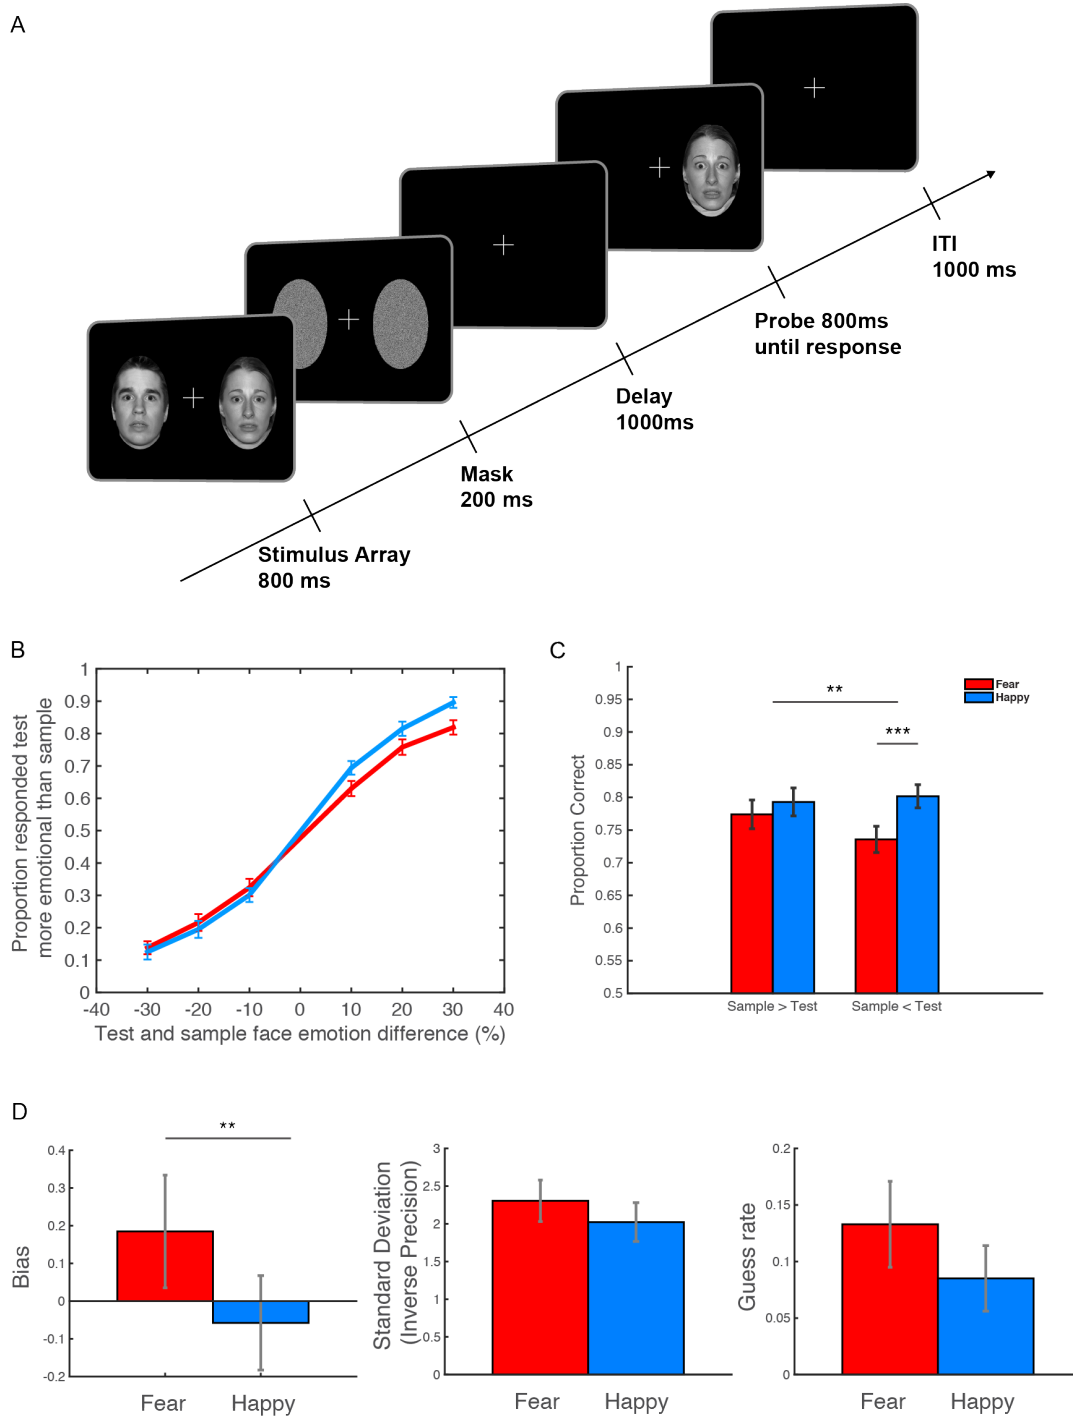 A
ITI
1000 ms
Probe 800ms
until response
Delay
1000ms
Mask
200 ms
Stimulus Array
800 ms
B
Proportion responded test
more emotional than sample
1
0.9
0.8
0.7
0.6
0.5
0.4
0.3
0.2
0.1
0
-40 -30 -20 -10 0 10 20 30 40
Test and sample face emotion difference (%)
C
Proportion Correct
1
0.95
0.9
0.85
0.8
0.75
0.7
0.65
0.6
0.55
0.5
**
***
Fear
Happy
Sample > Test Sample < Test
D
Bias
0.4
0.3
0.2
0.1
0
-0.1
-0.2
**
Fear Happy
Standard Deviation
(Inverse Precision)
3
2.5
2
1.5
1
0.5
0
Fear Happy
Guess rate
0.2
0.15
0.1
0.05
0
Fear Happy